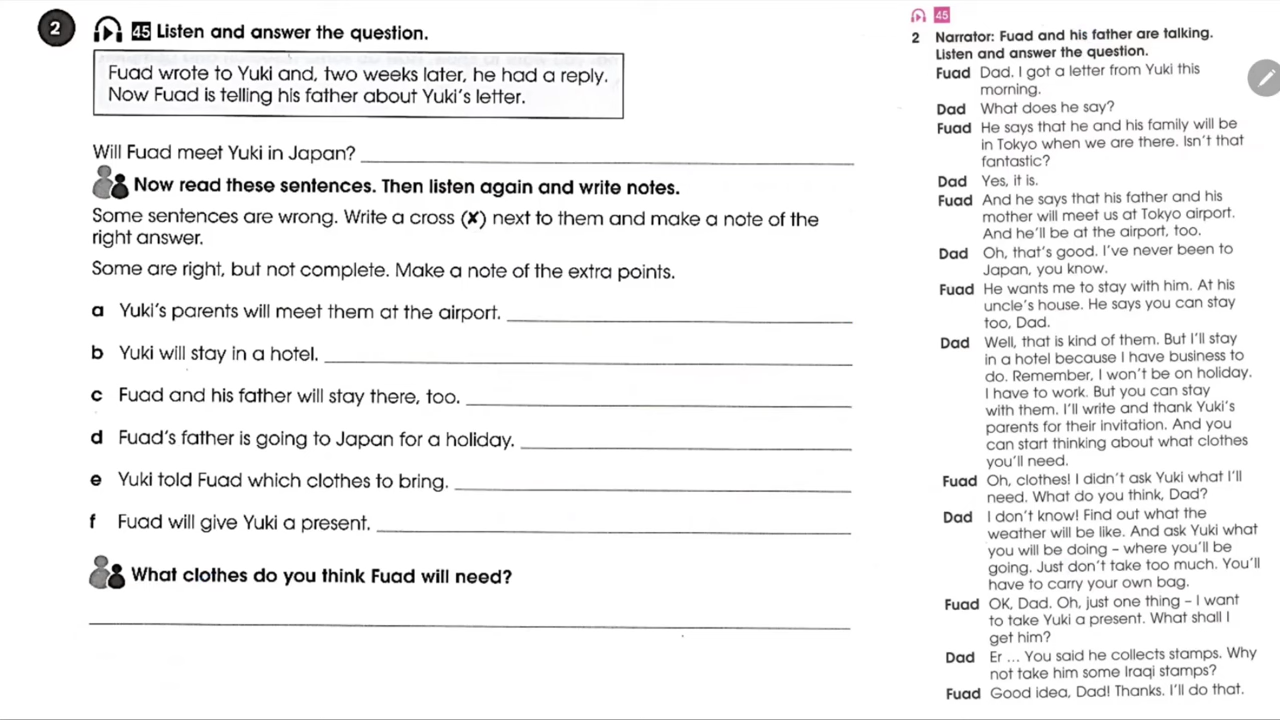 2
45 Listen and answer the question.
Fuad wrote to Yuki and, two weeks later, he had a reply.
Now Fuad is telling his father about Yuki's letter.
Will Fuad meet Yuki in Japan?
Now read these sentences. Then listen again and write notes.
Some sentences are wrong. Write a cross (✗) next to them and make a note of the
right answer.
Some are right, but not complete. Make a note of the extra points.
a Yuki's parents will meet them at the airport.
b Yuki will stay in a hotel.
c Fuad and his father will stay there, too.
d Fuad's father is going to Japan for a holiday.
e Yuki told Fuad which clothes to bring.
f Fuad will give Yuki a present.
What clothes do you think Fuad will need?
45
2 Narrator: Fuad and his father are talking.
Listen and answer the question.
Fuad Dad. I got a letter from Yuki this
morning.
Dad What does he say?
Fuad He says that he and his family will be
in Tokyo when we are there. Isn't that
fantastic?
Dad Yes, it is.
Fuad And he says that his father and his
mother will meet us at Tokyo airport.
And he'll be at the airport, too.
Dad Oh, that's good. I've never been to
Japan, you know.
Fuad He wants me to stay with him. At his
uncle's house. He says you can stay
too, Dad.
Dad Well, that is kind of them. But I'll stay
in a hotel because I have business to
do. Remember, I won't be on holiday.
I have to work. But you can stay
with them. I'll write and thank Yuki's
parents for their invitation. And you
can start thinking about what clothes
you'll need.
Fuad Oh, clothes! I didn't ask Yuki what I'll
need. What do you think, Dad?
Dad I don't know! Find out what the
weather will be like. And ask Yuki what
you will be doing – where you'll be
going. Just don't take too much. You'll
have to carry your own bag.
Fuad OK, Dad. Oh, just one thing – I want
to take Yuki a present. What shall I
get him?
Dad Er ... You said he collects stamps. Why
not take him some Iraqi stamps?
Fuad Good idea, Dad! Thanks. I'll do that.